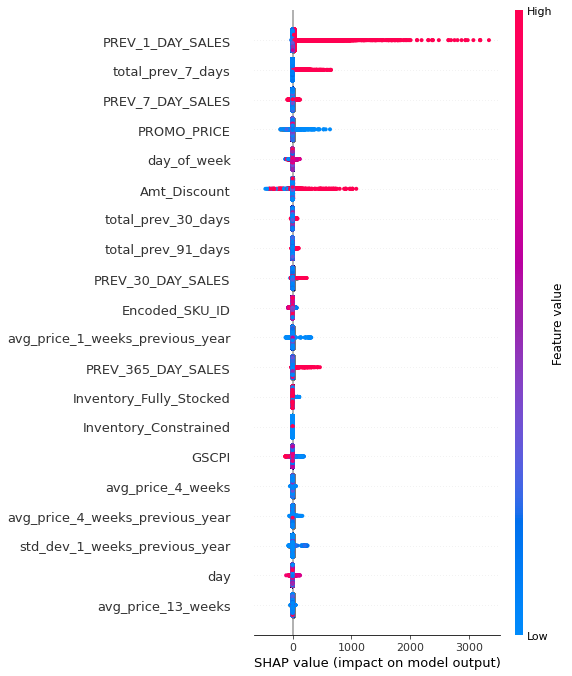 High
PREV_1_DAY_SALES
total_prev_7_days
PREV_7_DAY_SALES
PROMO_PRICE
day_of_week
Amt_Discount
total_prev_30_days
total_prev_91_days
PREV_30_DAY_SALES
Encoded_SKU_ID
avg_price_1_weeks_previous_year
PREV_365_DAY_SALES
Inventory_Fully_Stocked
Inventory_Constrained
GSCPI
avg_price_4_weeks
avg_price_4_weeks_previous_year
std_dev_1_weeks_previous_year
day
avg_price_13_weeks
Feature value
Low
0 1000 2000 3000
SHAP value (impact on model output)